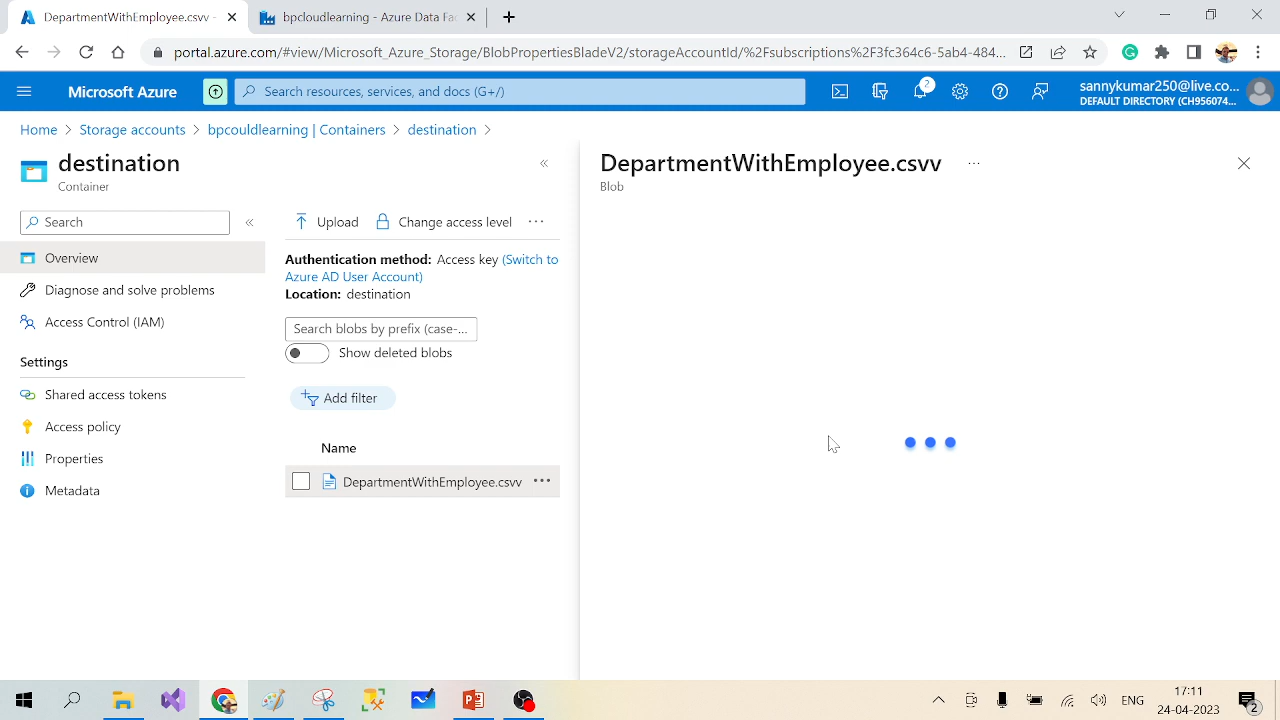 DepartmentWithEmployee.csvv -
bpcloudlearning - Azure Data Fac
portal.azure.com/#view/Microsoft_Azure_Storage/BlobPropertiesBladeV2/storageAccountId/%2Fsubscriptions%2F3fc364c6-5ab4-484...
Microsoft Azure
Search resources, services, and docs (G+/)
2
sannykumar250@live.co...
DEFAULT DIRECTORY (CH956074...
Home > Storage accounts > bpcouldlearning | Containers > destination >
destination
Container
DepartmentWithEmployee.csvv
...
Blob
Search
Upload
Change access level
...
Overview
Diagnose and solve problems
Access Control (IAM)
Settings
Shared access tokens
Access policy
Properties
Metadata
Authentication method: Access key (Switch to
Azure AD User Account)
Location: destination
Search blobs by prefix (case-...
Show deleted blobs
Add filter
Name
DepartmentWithEmployee.csvv
...
ENG
17:11
24-04-2023
2